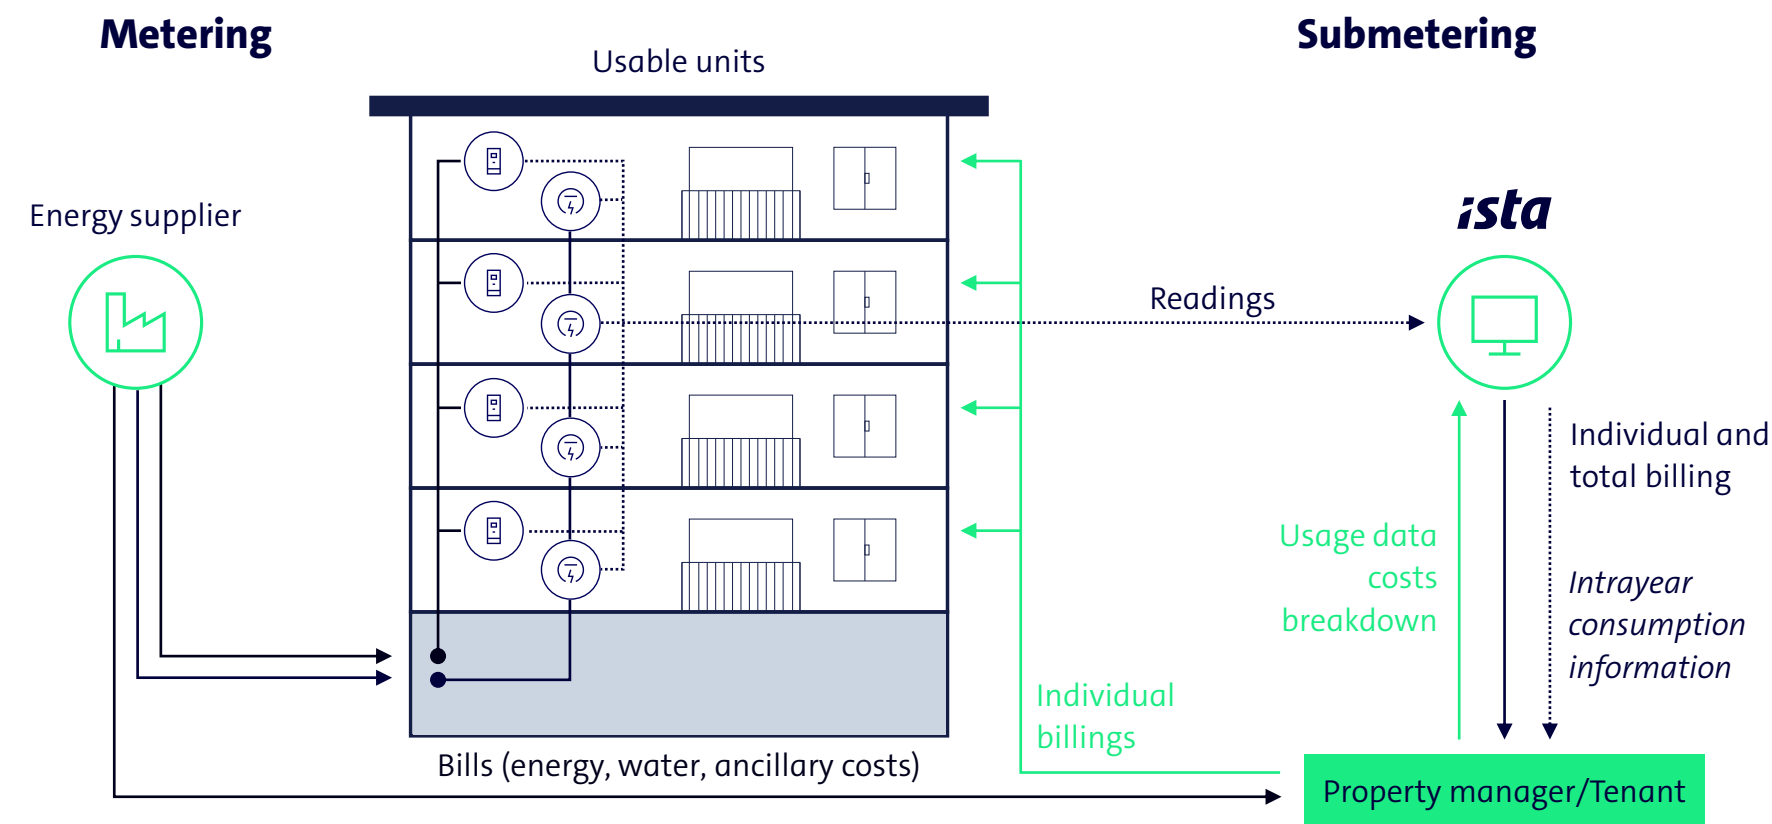 Metering
Submetering
Usable units
Energy supplier
ista
Readings
Individual and
total billing
Usage data
costs
breakdown
Intrayear
consumption
information
Individual
billings
Bills (energy, water, ancillary costs)
Property manager/Tenant